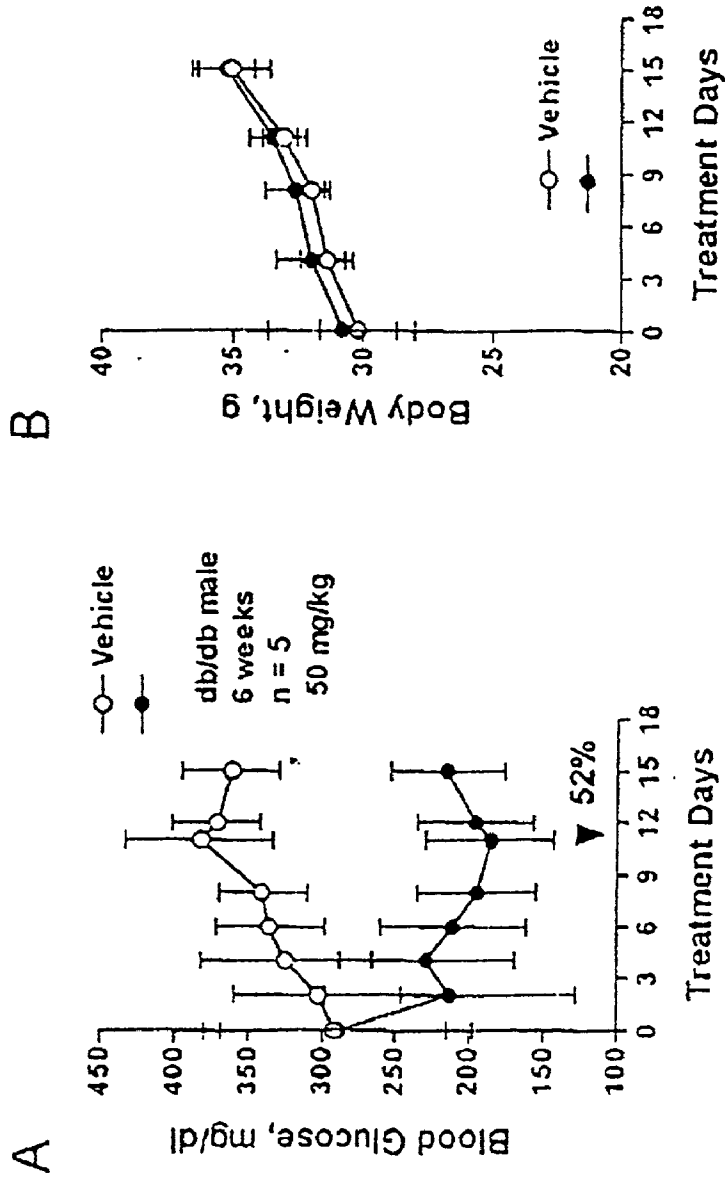 A
Blood Glucose, mg/dl
450
400
350
300
250
200
150
100
0
3
6
9
12
15
18
Treatment Days
Vehicle
db/db male
6 weeks
n = 5
50 mg/kg
52%
B
Body Weight, g
40
35
30
25
20
0
3
6
9
12
15
18
Treatment Days
Vehicle